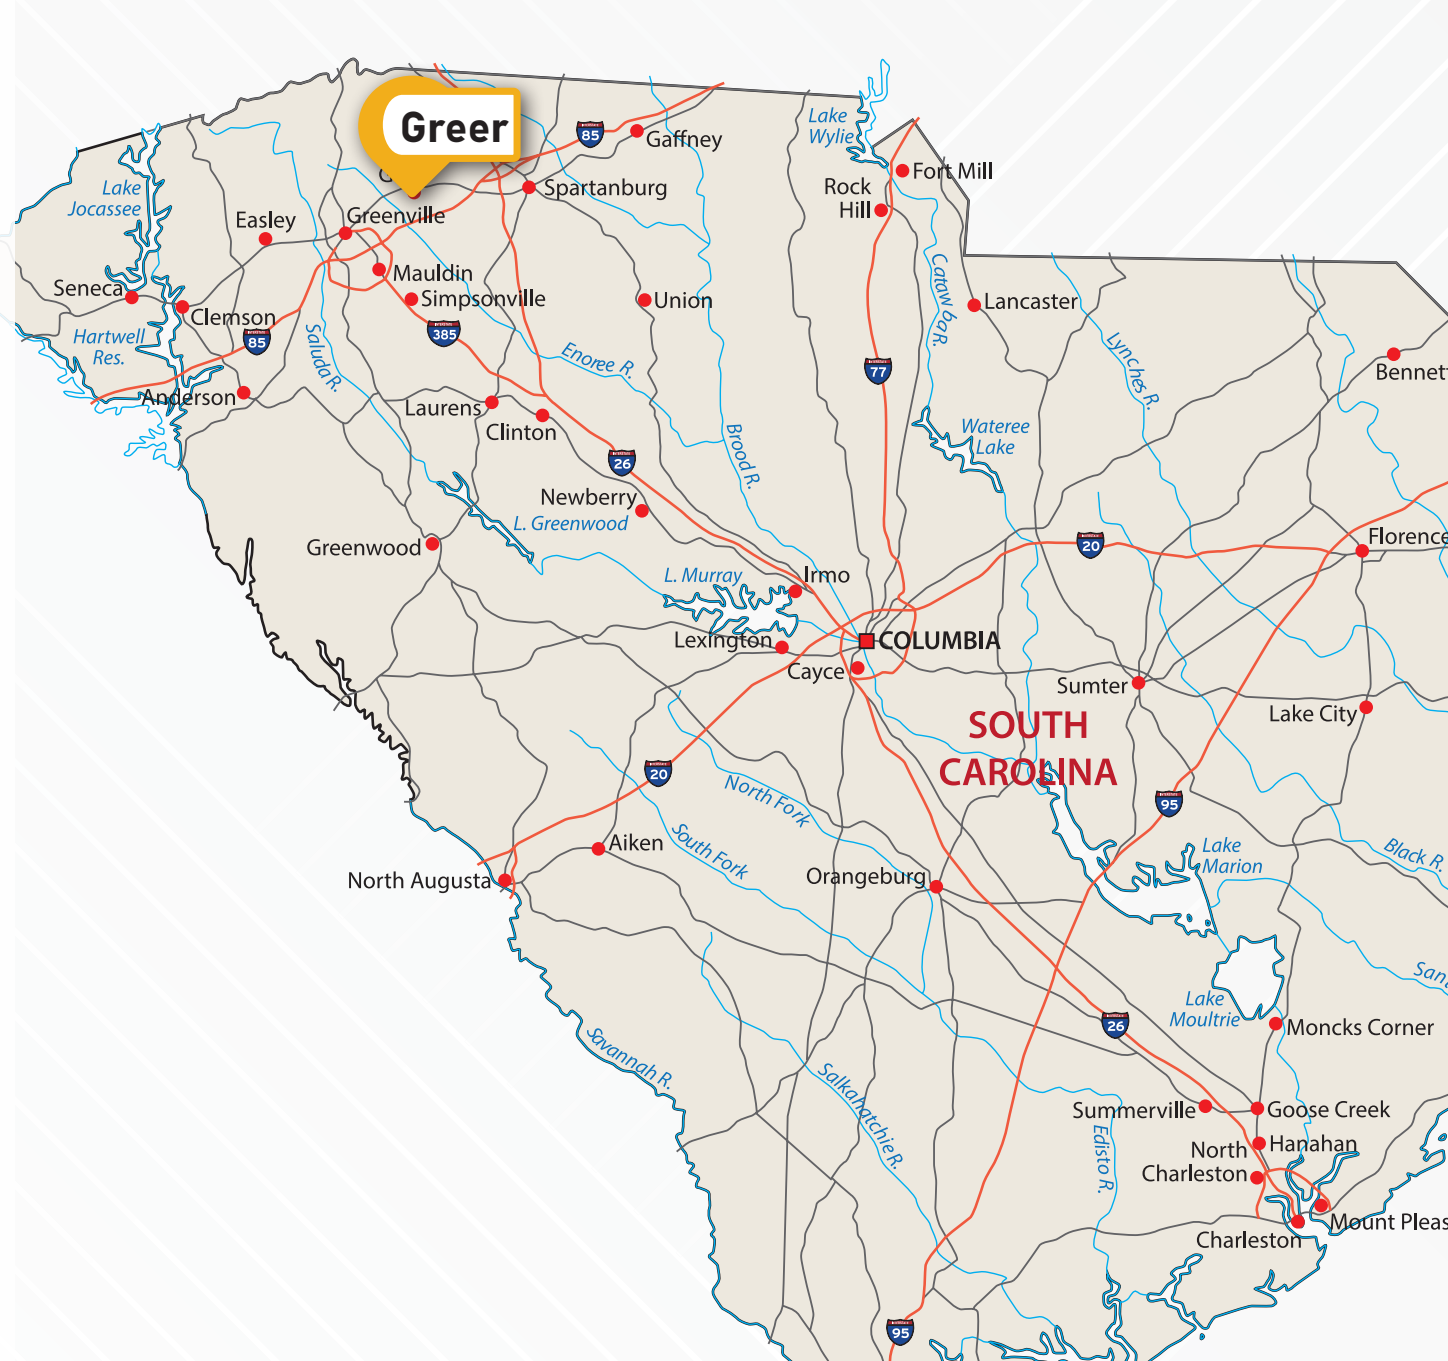 Greer
G
85
Gaffney
Lake
Wylie
Fort Mill
Rock
Hill
Spartanburg
Lake
Jocassee
Easley
Greenville
Mauldin
Simpsonville
Union
Seneca
Clemson
Hartwell
Res.
85
385
Saluda R.
Enoree R.
Catawba R.
Lancaster
Lynches R.
77
Bennett
Anderson
Laurens
Clinton
26
Brood R.
Wateree
Lake
Newberry
L. Greenwood
Greenwood
20
Florence
L. Murray
Irmo
Lexington
COLUMBIA
Cayce
Sumter
SOUTH
CAROLINA
Lake City
20
North Fork
95
South Fork
Aiken
North Augusta
Orangeburg
Lake
Marion
Black R.
Sant
Lake
Moultrie
26
Moncks Corner
Savannah R.
Salkahatchie R.
Summerville
Goose Creek
Edisto R.
Hanahan
North
Charleston
Mount Pleas
Charleston
95